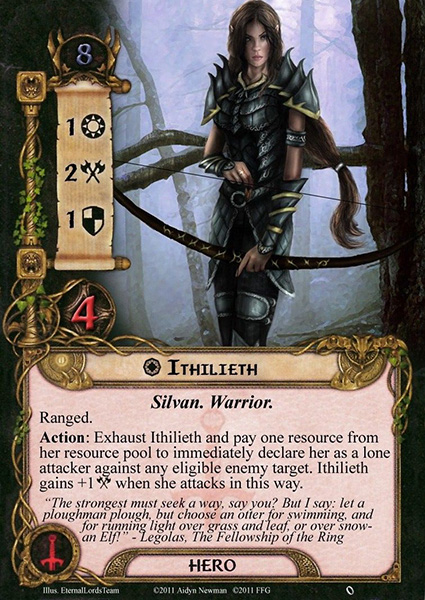 8
1
2
1
4
Ithilieth
Silvan. Warrior.
Ranged.
Action: Exhaust Ithilieth and pay one resource from
her resource pool to immediately declare her as a lone
attacker against any eligible enemy target. Ithilieth
gains +1 when she attacks in this way.
“The strongest must seek a way, say you? But I say: let a
ploughman plough, but choose an otter for swimming, and
for running light over grass and leaf, or over snow-
an Elf!” - Legolas, The Fellowship of the Ring
HERO
Illus. EternalLordsTeam ©2011 Aidyn Newman ©2011 FFG 0